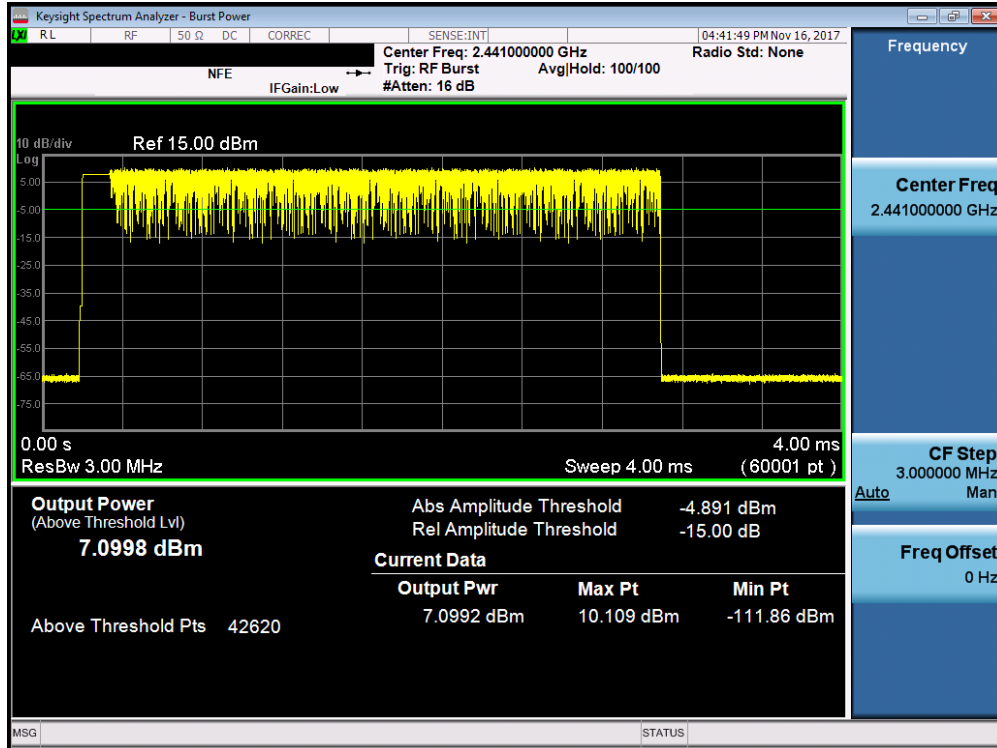 Keysight Spectrum Analyzer - Burst Power
LXI RL RF 50 Ω DC CORREC SENSE:INT 04:41:49 PM Nov 16, 2017
Center Freq: 2.441000000 GHz Radio Std: None
NFE Trig: RF Burst Avg|Hold: 100/100
IFGain:Low #Atten: 16 dB
10 dB/div Ref 15.00 dBm
Log
5.00
-5.00
-15.0
-25.0
-35.0
-45.0
-55.0
-65.0
-75.0
0.00 s 4.00 ms
ResBw 3.00 MHz Sweep 4.00 ms (60001 pt)
Output Power
(Above Threshold Lvl)
7.0998 dBm
Above Threshold Pts 42620
Abs Amplitude Threshold -4.891 dBm
Rel Amplitude Threshold -15.00 dB
Current Data
Output Pwr Max Pt Min Pt
7.0992 dBm 10.109 dBm -111.86 dBm
Frequency
Center Freq
2.441000000 GHz
CF Step
3.000000 MHz
Auto Man
Freq Offset
0 Hz
MSG STATUS